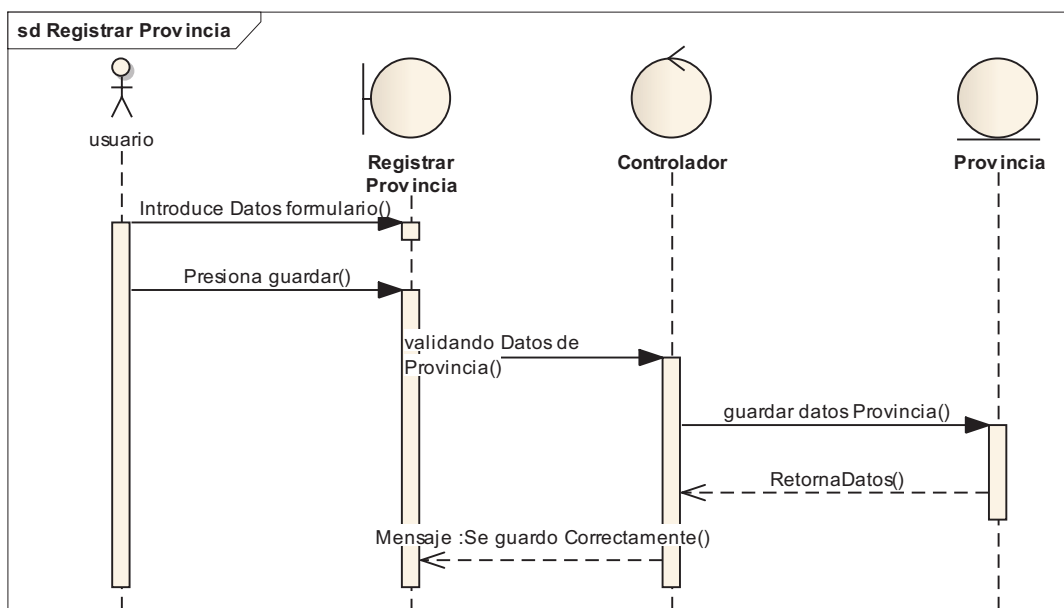 sd Registrar Provincia
usuario
Registrar
Provincia
Controlador
Provincia
Introduce Datos formulario()
Presiona guardar()
validando Datos de
Provincia()
guardar datos Provincia()
RetornaDatos()
Mensaje :Se guardo Correctamente()